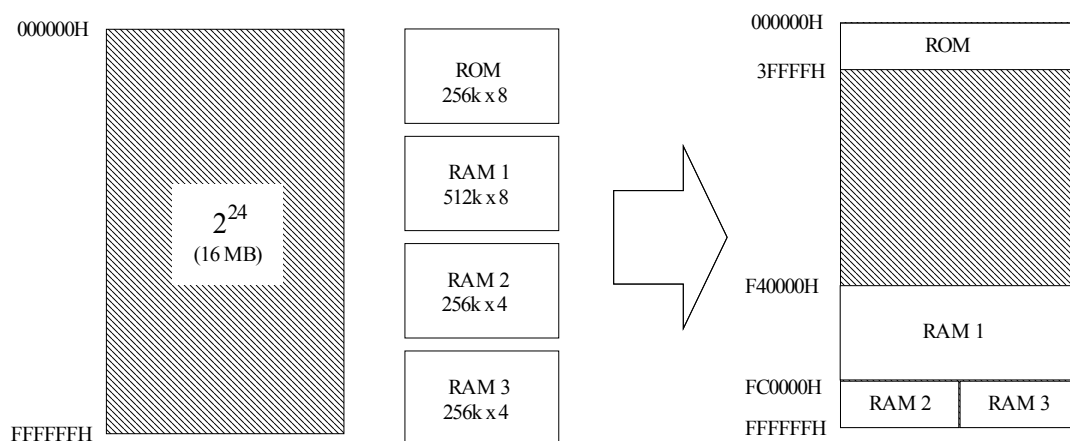 000000H
2^24
(16 MB)
FFFFFFH
ROM
256k x 8
RAM 1
512k x 8
RAM 2
256k x 4
RAM 3
256k x 4
000000H
ROM
3FFFFH
F40000H
RAM 1
FC0000H
RAM 2
RAM 3
FFFFFFH